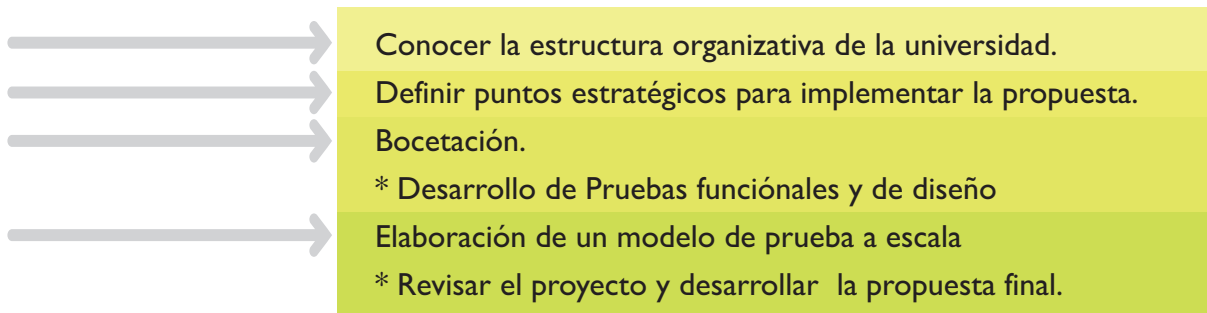 Conocer la estructura organizativa de la universidad.
Definir puntos estratégicos para implementar la propuesta.
Bocetación.
* Desarrollo de Pruebas funciónales y de diseño
Elaboración de un modelo de prueba a escala
* Revisar el proyecto y desarrollar  la propuesta final.